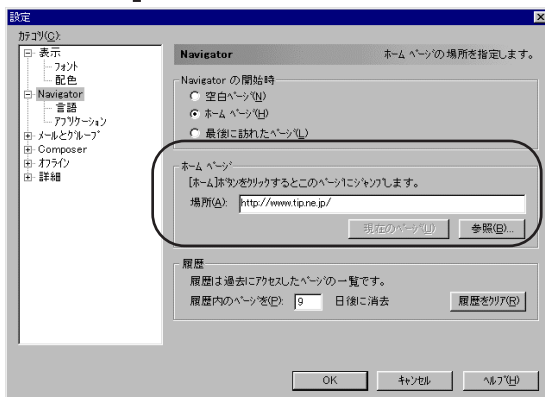 設定
カテゴリ(C):
表示
フォント
配色
Navigator
言語
アプリケーション
メールとグループ
Composer
オフライン
詳細
Navigator
ホーム ページの場所を指定します。
Navigator の開始時
空白ページ(N)
ホーム ページ(H)
最後に訪れたページ(L)
ホーム ページ
[ホーム]ボタンをクリックするとこのページにジャンプします。
場所(A): http://www.tip.ne.jp/
現在のページ(U) 参照(B)...
履歴
履歴は過去にアクセスしたページの一覧です。
履歴内のページを(P): 9 日後に消去 履歴をクリア(R)
OK キャンセル ヘルプ(H)